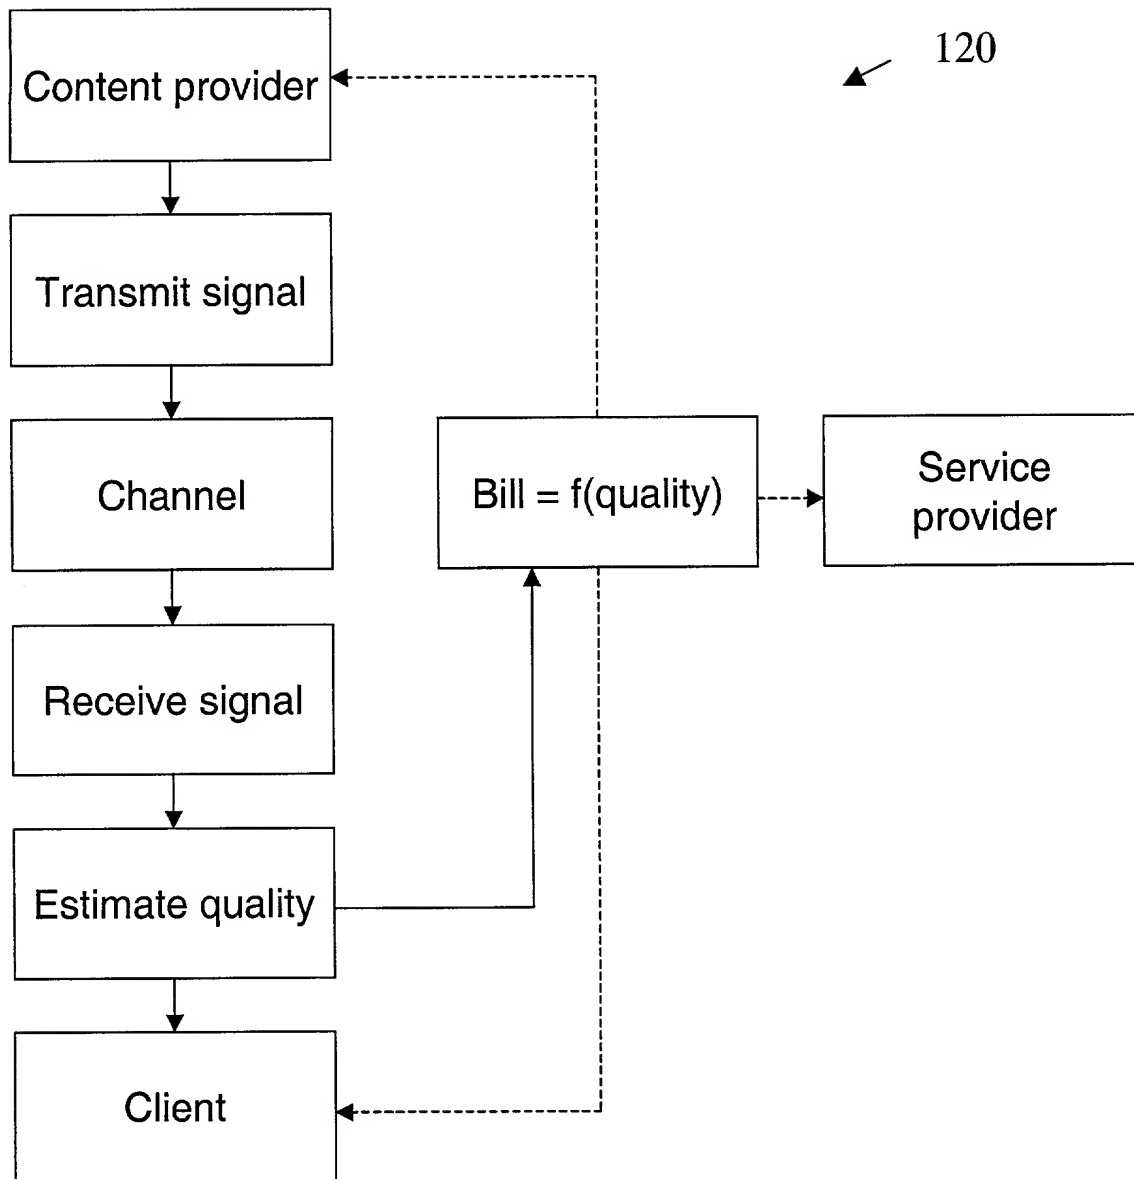 120
Content provider
Transmit signal
Channel
Bill = f(quality)
Service
provider
Receive signal
Estimate quality
Client